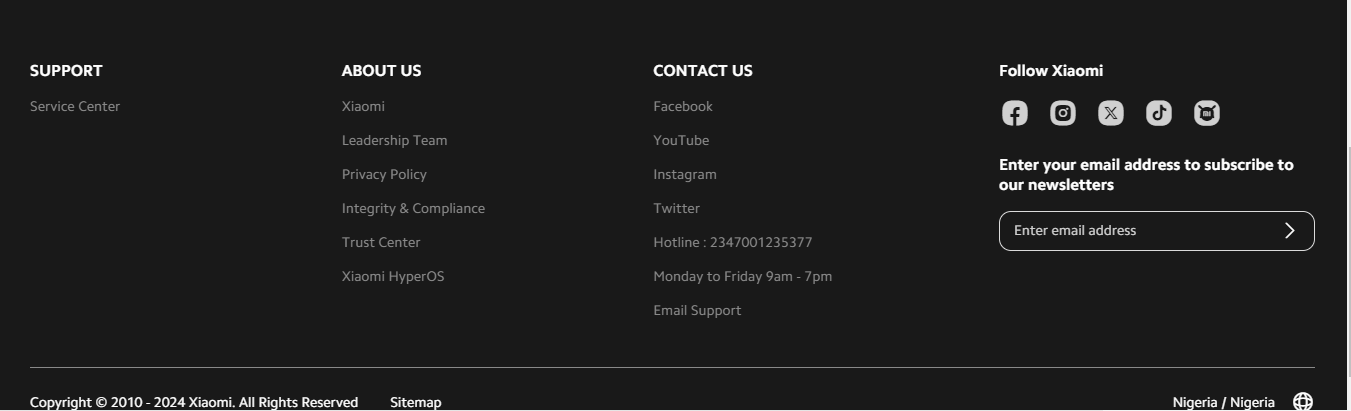 SUPPORT
Service Center
ABOUT US
Xiaomi
Leadership Team
Privacy Policy
Integrity & Compliance
Trust Center
Xiaomi HyperOS
CONTACT US
Facebook
YouTube
Instagram
Twitter
Hotline : 2347001235377
Monday to Friday 9am - 7pm
Email Support
Follow Xiaomi
Enter your email address to subscribe to
our newsletters
Enter email address
Copyright © 2010 - 2024 Xiaomi. All Rights Reserved
Sitemap
Nigeria / Nigeria